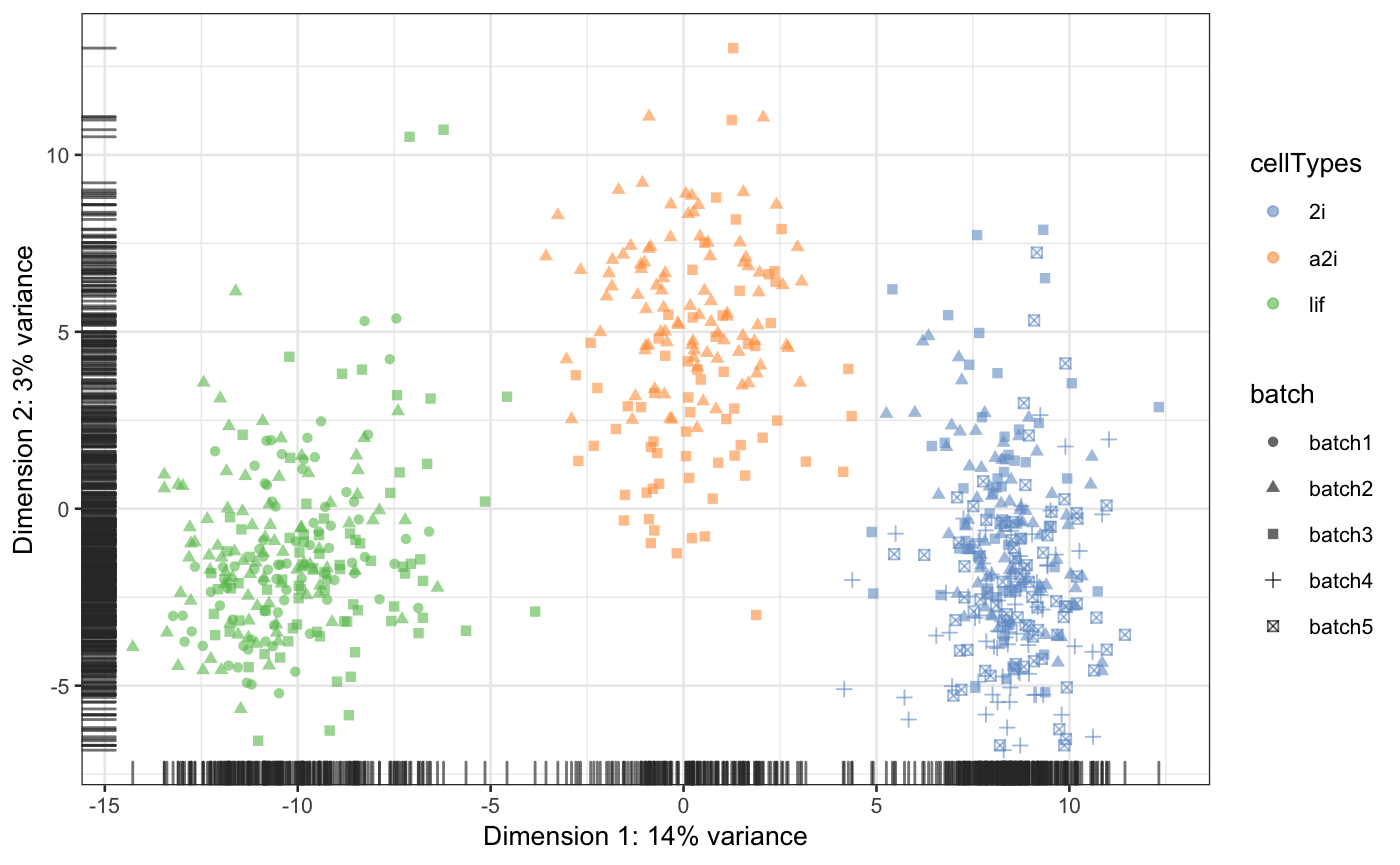 Dimension 2: 3% variance
10
5
0
-5
-15
-10
-5
0
5
10
Dimension 1: 14% variance
cellTypes
2i
a2i
lif
batch
batch1
batch2
batch3
batch4
batch5